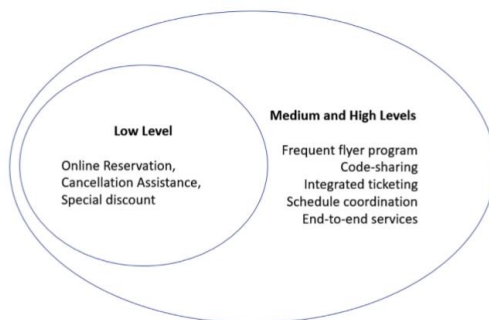 Low Level
Online Reservation,
Cancellation Assistance,
Special discount
Medium and High Levels
Frequent flyer program
Code-sharing
Integrated ticketing
Schedule coordination
End-to-end services